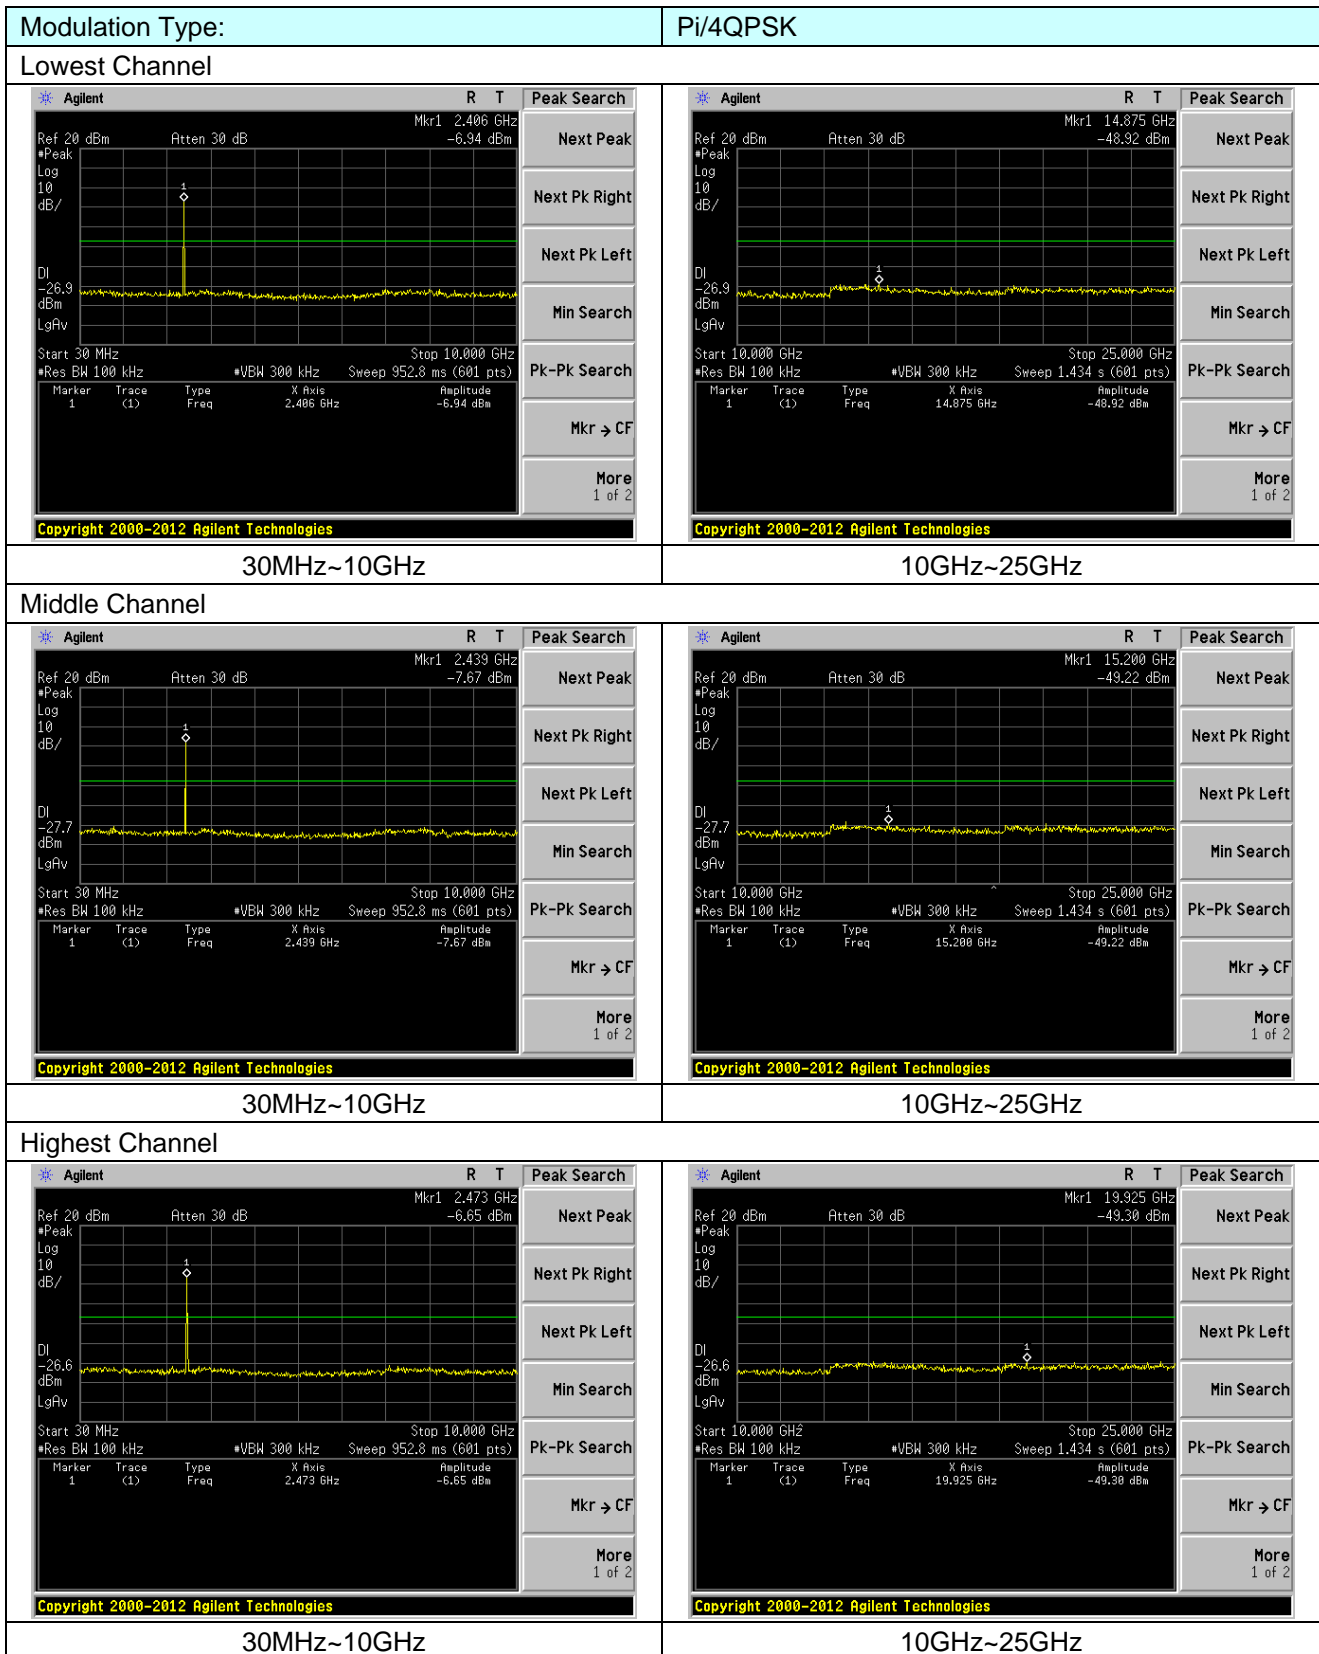 Modulation Type: Pi/4QPSK
Lowest Channel
Agilent R T Peak Search
Mkr1 2.406 GHz
Ref 20 dBm Atten 30 dB -6.94 dBm
#Peak
Log
10
dB/
1
DI
-26.9
dBm
LgAv
Start 30 MHz Stop 10.000 GHz
#Res BW 100 kHz #VBW 300 kHz Sweep 952.8 ms (601 pts)
Marker Trace Type X Axis Amplitude
1 (1) Freq 2.406 GHz -6.94 dBm
Next Peak
Next Pk Right
Next Pk Left
Min Search
Pk-Pk Search
Mkr → CF
More
1 of 2
Copyright 2000-2012 Agilent Technologies
Agilent R T Peak Search
Mkr1 14.875 GHz
Ref 20 dBm Atten 30 dB -48.92 dBm
#Peak
Log
10
dB/
1
DI
-26.9
dBm
LgAv
Start 10.000 GHz Stop 25.000 GHz
#Res BW 100 kHz #VBW 300 kHz Sweep 1.434 s (601 pts)
Marker Trace Type X Axis Amplitude
1 (1) Freq 14.875 GHz -48.92 dBm
Next Peak
Next Pk Right
Next Pk Left
Min Search
Pk-Pk Search
Mkr → CF
More
1 of 2
Copyright 2000-2012 Agilent Technologies
30MHz~10GHz 10GHz~25GHz
Middle Channel
Agilent R T Peak Search
Mkr1 2.439 GHz
Ref 20 dBm Atten 30 dB -7.67 dBm
#Peak
Log
10
dB/
1
DI
-27.7
dBm
LgAv
Start 30 MHz Stop 10.000 GHz
#Res BW 100 kHz #VBW 300 kHz Sweep 952.8 ms (601 pts)
Marker Trace Type X Axis Amplitude
1 (1) Freq 2.439 GHz -7.67 dBm
Next Peak
Next Pk Right
Next Pk Left
Min Search
Pk-Pk Search
Mkr → CF
More
1 of 2
Copyright 2000-2012 Agilent Technologies
Agilent R T Peak Search
Mkr1 15.200 GHz
Ref 20 dBm Atten 30 dB -49.22 dBm
#Peak
Log
10
dB/
1
DI
-27.7
dBm
LgAv
Start 10.000 GHz Stop 25.000 GHz
#Res BW 100 kHz #VBW 300 kHz Sweep 1.434 s (601 pts)
Marker Trace Type X Axis Amplitude
1 (1) Freq 15.200 GHz -49.22 dBm
Next Peak
Next Pk Right
Next Pk Left
Min Search
Pk-Pk Search
Mkr → CF
More
1 of 2
Copyright 2000-2012 Agilent Technologies
30MHz~10GHz 10GHz~25GHz
Highest Channel
Agilent R T Peak Search
Mkr1 2.473 GHz
Ref 20 dBm Atten 30 dB -6.65 dBm
#Peak
Log
10
dB/
1
DI
-26.6
dBm
LgAv
Start 30 MHz Stop 10.000 GHz
#Res BW 100 kHz #VBW 300 kHz Sweep 952.8 ms (601 pts)
Marker Trace Type X Axis Amplitude
1 (1) Freq 2.473 GHz -6.65 dBm
Next Peak
Next Pk Right
Next Pk Left
Min Search
Pk-Pk Search
Mkr → CF
More
1 of 2
Copyright 2000-2012 Agilent Technologies
Agilent R T Peak Search
Mkr1 19.925 GHz
Ref 20 dBm Atten 30 dB -49.30 dBm
#Peak
Log
10
dB/
1
DI
-26.6
dBm
LgAv
Start 10.000 GHz Stop 25.000 GHz
#Res BW 100 kHz #VBW 300 kHz Sweep 1.434 s (601 pts)
Marker Trace Type X Axis Amplitude
1 (1) Freq 19.925 GHz -49.30 dBm
Next Peak
Next Pk Right
Next Pk Left
Min Search
Pk-Pk Search
Mkr → CF
More
1 of 2
Copyright 2000-2012 Agilent Technologies
30MHz~10GHz 10GHz~25GHz